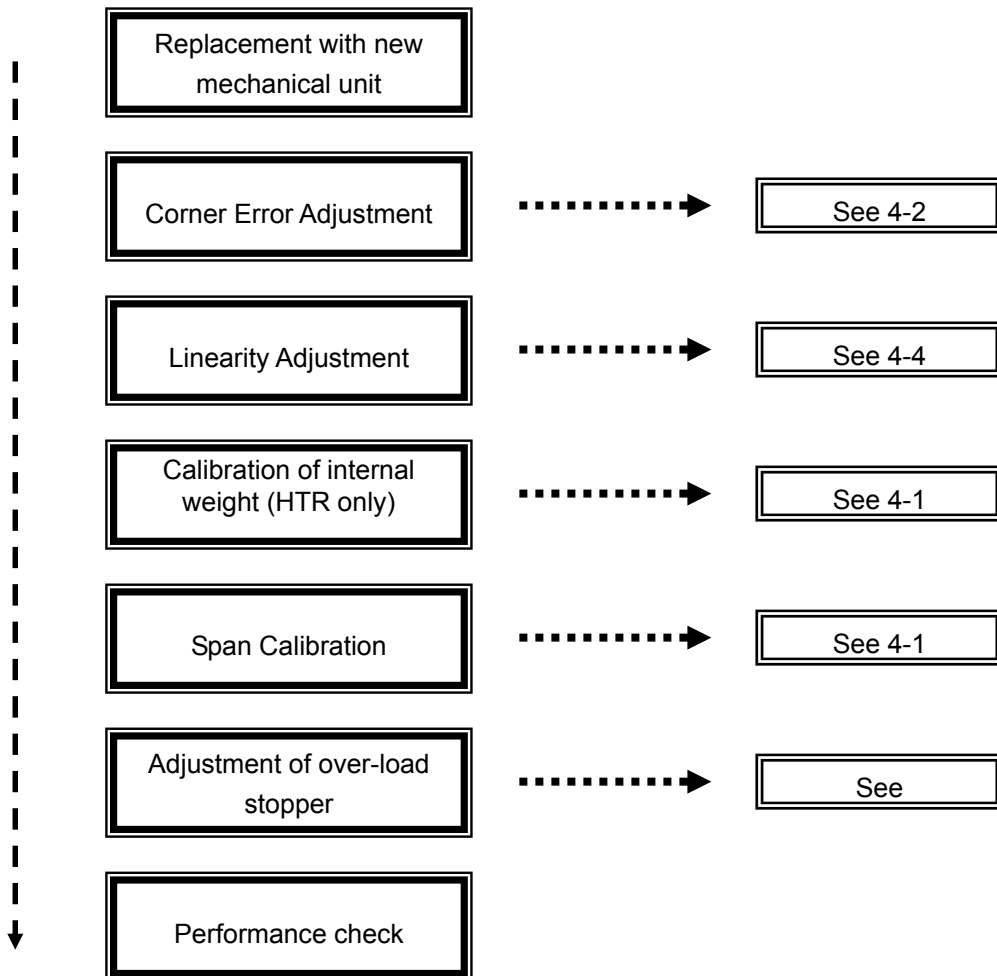 Replacement with new
mechanical unit
Corner Error Adjustment
See 4-2
Linearity Adjustment
See 4-4
Calibration of internal
weight (HTR only)
See 4-1
Span Calibration
See 4-1
Adjustment of over-load
stopper
See
Performance check